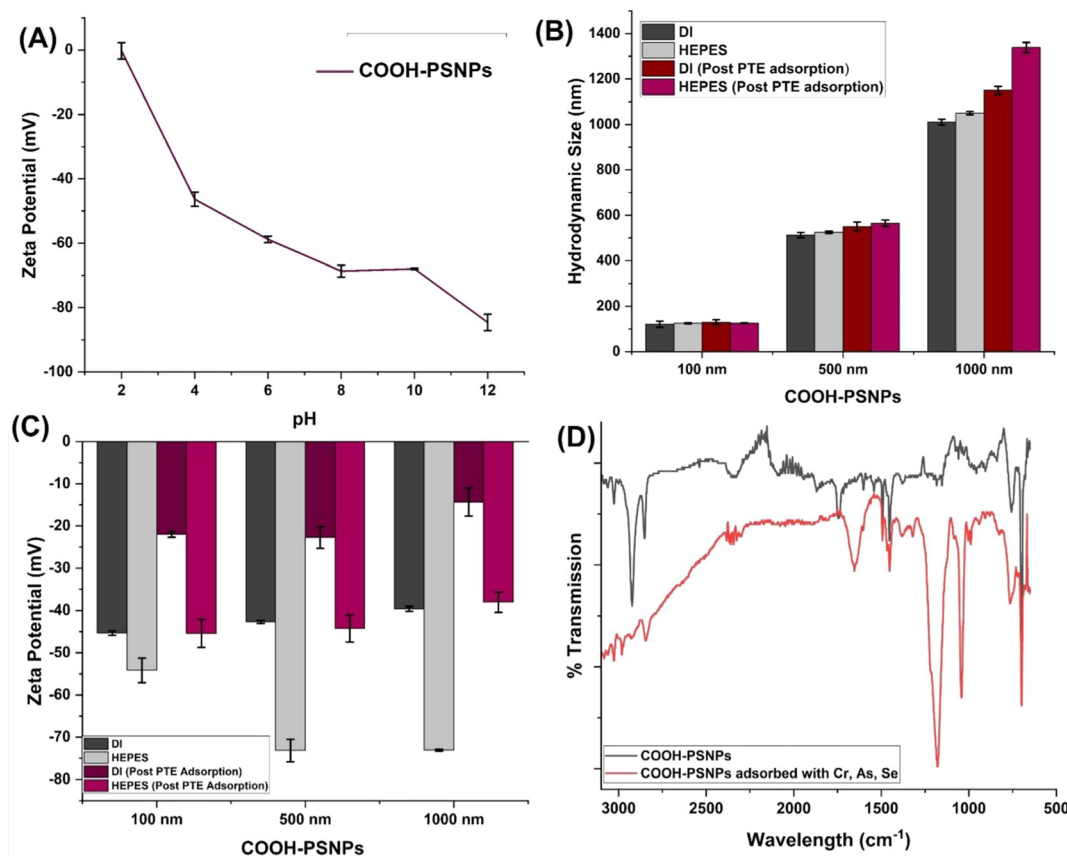 (A)
COOH-PSNPs
Zeta Potential (mV)
0
-20
-40
-60
-80
-100
2 4 6 8 10 12
pH
(B)
DI
HEPES
DI (Post PTE adsorption)
HEPES (Post PTE adsorption)
Hydrodynamic Size (nm)
1400
1200
1000
800
600
400
200
0
100 nm 500 nm 1000 nm
COOH-PSNPs
(C)
Zeta Potential (mV)
0
-10
-20
-30
-40
-50
-60
-70
-80
DI
HEPES
DI (Post PTE Adsorption)
HEPES (Post PTE Adsorption)
100 nm 500 nm 1000 nm
COOH-PSNPs
(D)
% Transmission
COOH-PSNPs
COOH-PSNPs adsorbed with Cr, As, Se
3000 2500 2000 1500 1000 500
Wavelength (cm⁻¹)